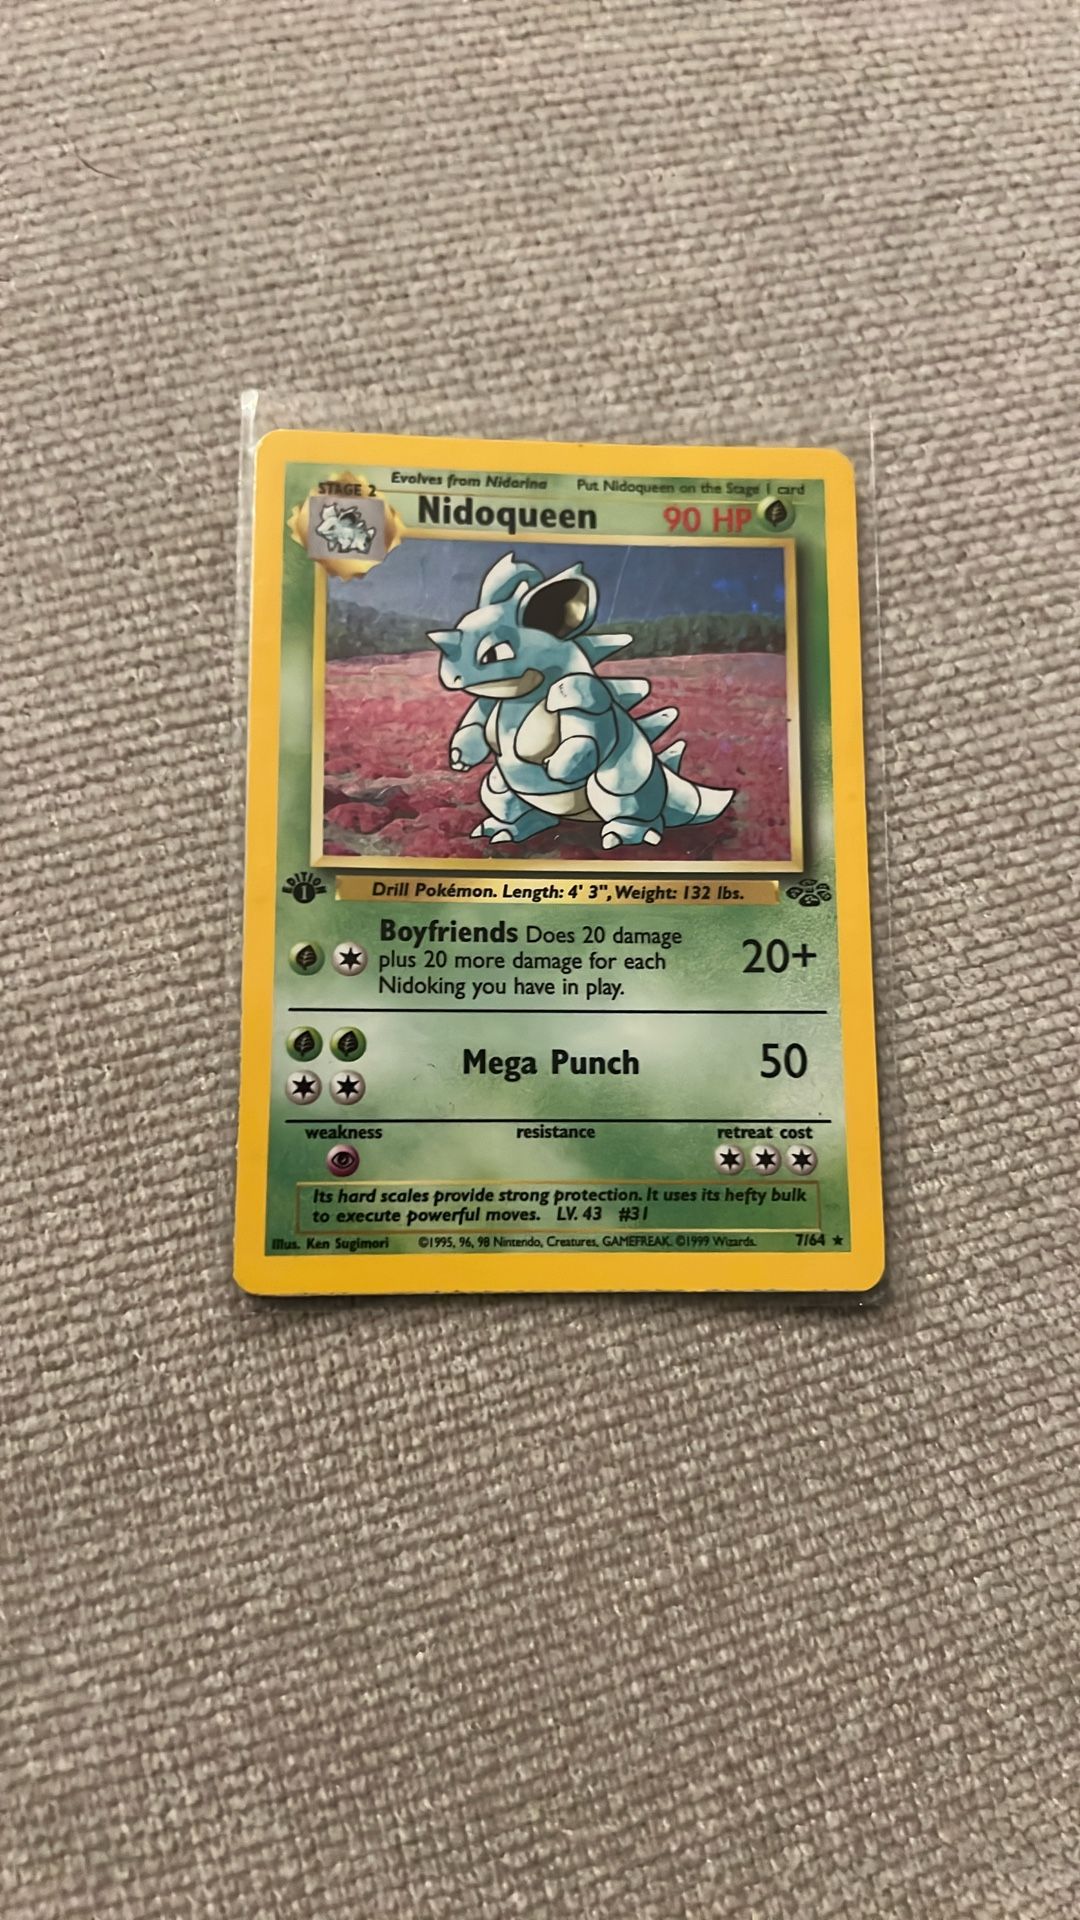 Evolves from Nidorina Put Nidoqueen on the Stage 1 card
STAGE 2
Nidoqueen 90 HP
EDITION
1
Drill Pokémon. Length: 4' 3", Weight: 132 lbs.
Boyfriends Does 20 damage
plus 20 more damage for each
Nidoking you have in play.
20+
Mega Punch 50
weakness resistance retreat cost
Its hard scales provide strong protection. It uses its hefty bulk
to execute powerful moves. LV. 43 #31
Illus. Ken Sugimori ©1995, 96, 98 Nintendo, Creatures, GAMEFREAK. ©1999 Wizards. 7/64 ★